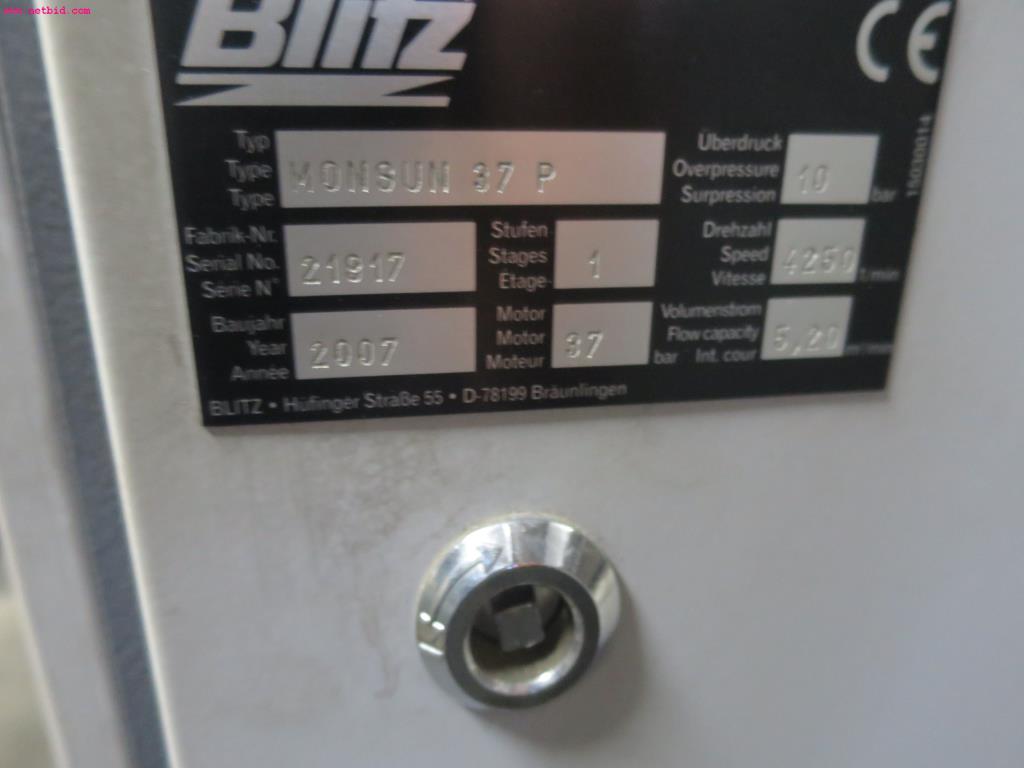 www.netbid.com
Blitz
CE
Typ
Type
Type
MONSUN 37 P
Überdruck
Overpressure
Surpression
10
bar
15030014
Fabrik-Nr.
Serial No.
Série N°
21917
Stufen
Stages
Etage-
1
Drehzahl
Speed
Vitesse
4250
1/min
Baujahr
Year
Année
2007
Motor
Motor
Moteur
37
bar
Volumenstrom
Flow capacity
Int. cour
5,20
BLITZ • Hüfinger Straße 55 • D-78199 Bräunlingen